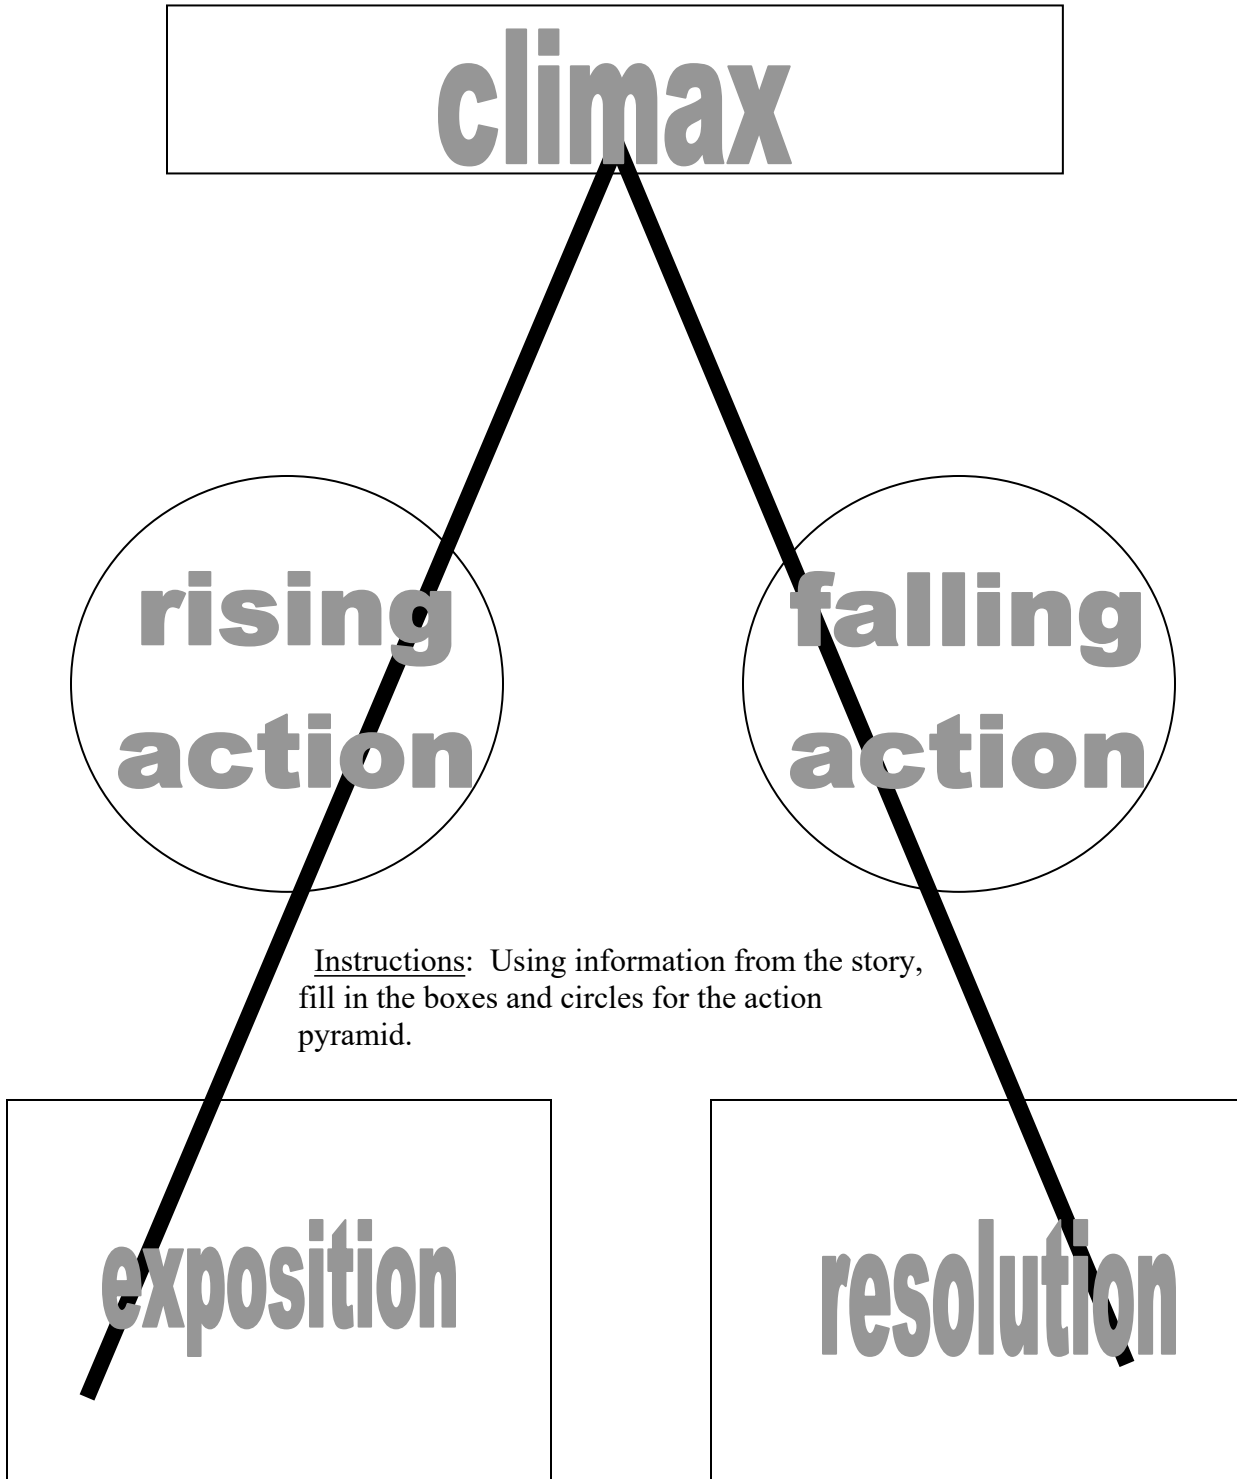 climax
rising
action
falling
action
Instructions:  Using information from the story,
fill in the boxes and circles for the action
pyramid.
exposition
resolution